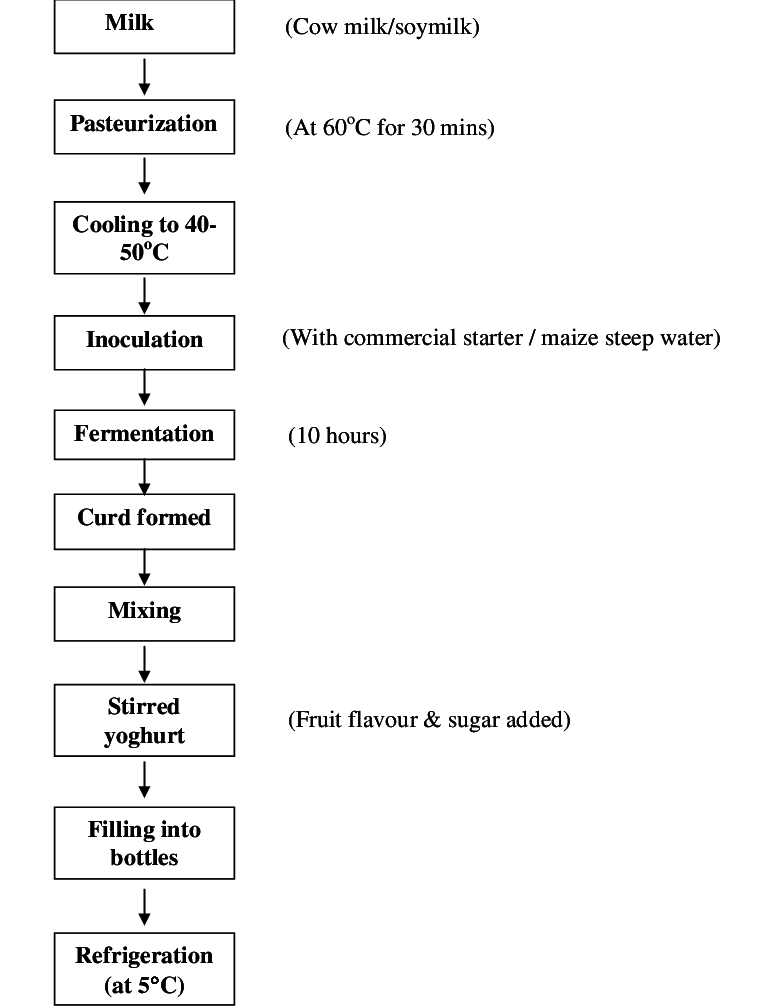 Milk
(Cow milk/soymilk)
Pasteurization
(At 60°C for 30 mins)
Cooling to 40-
50°C
Inoculation
(With commercial starter / maize steep water)
Fermentation
(10 hours)
Curd formed
Mixing
Stirred
yoghurt
(Fruit flavour & sugar added)
Filling into
bottles
Refrigeration
(at 5°C)